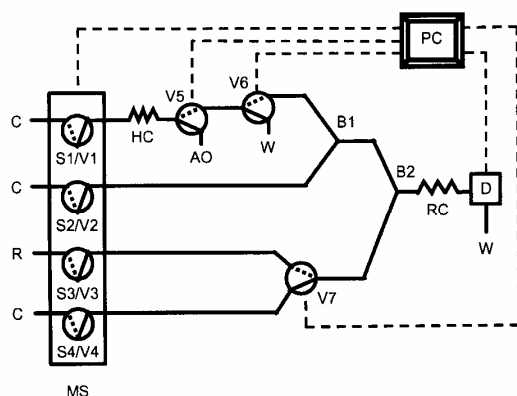 PC
V6
V5
C
HC
B1
S1/V1
AO
W
B2
C
D
S2/V2
RC
R
W
S3/V3
V7
C
S4/V4
MS